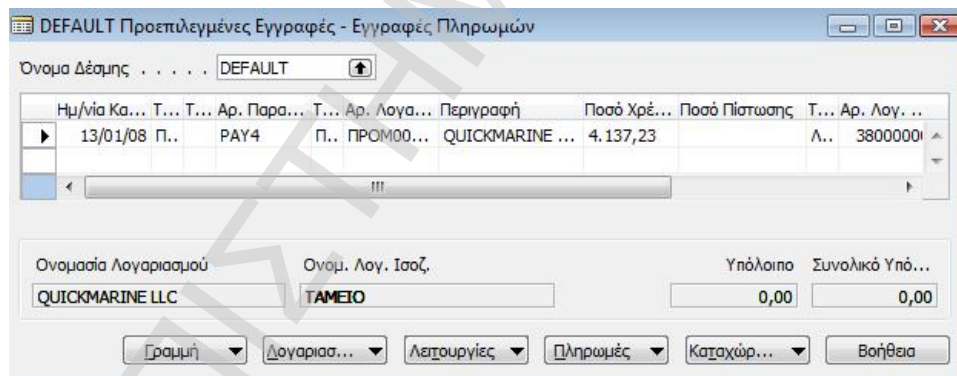 DEFAULT Προεπιλεγμένες Εγγραφές - Εγγραφές Πληρωμών
Όνομα Δέσμης . . . . . DEFAULT
Ημ/νία Κα... Τ... Τ... Αρ. Παρα... Τ... Αρ. Λογα... Περιγραφή Ποσό Χρέ... Ποσό Πίστωσης Τ... Αρ. Λογ. ..
13/01/08 Π.. PAY4 Π.. ΠΡΟΜ00... QUICKMARINE ... 4.137,23 Λ.. 3800000
Ονομασία Λογαριασμού Ονομ. Λογ. Ισοζ. Υπόλοιπο Συνολικό Υπό...
QUICKMARINE LLC ΤΑΜΕΙΟ 0,00 0,00
Γραμμή Λογαριασ... Λειτουργίες Πληρωμές Καταχώρ... Βοήθεια